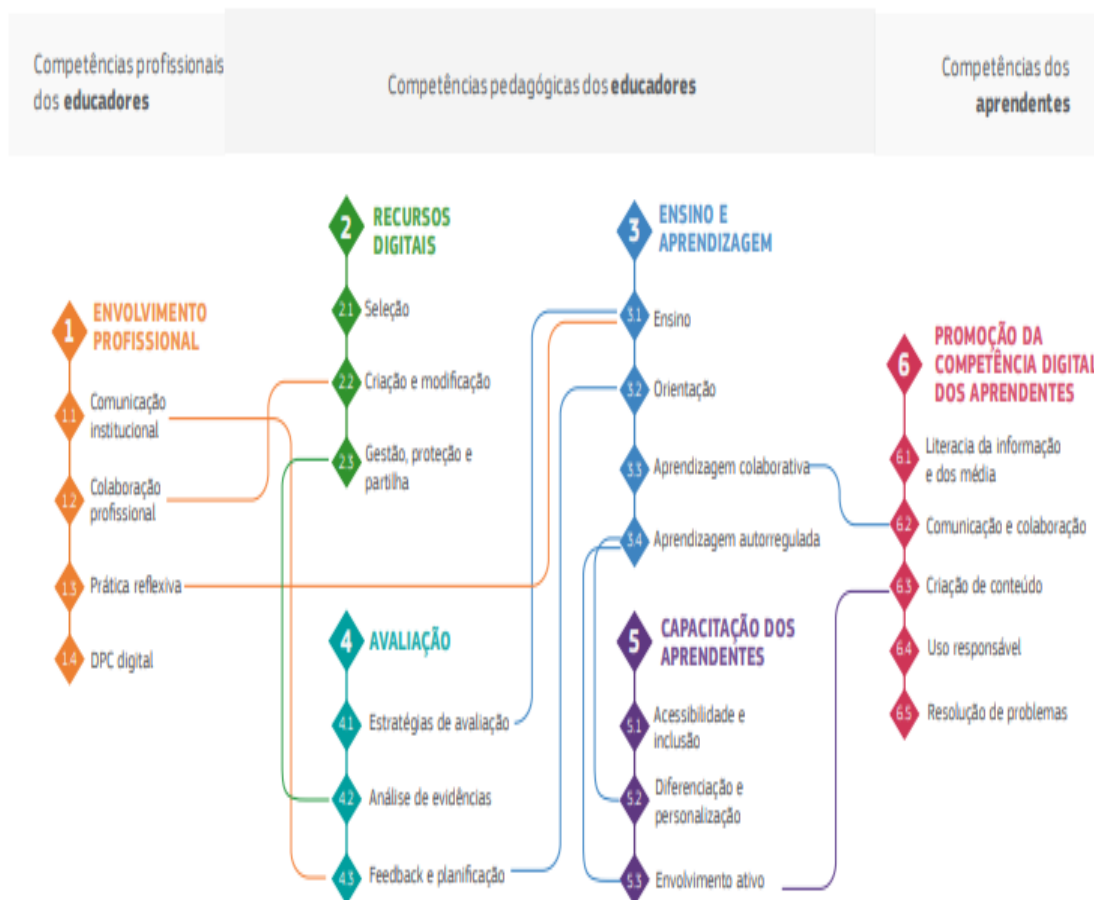 Competências profissionais
dos educadores
Competências pedagógicas dos educadores
Competências dos
aprendentes
1
ENVOLVIMENTO
PROFISSIONAL
1.1
Comunicação
institucional
1.2
Colaboração
profissional
1.3
Prática reflexiva
1.4
DPC digital
2
RECURSOS
DIGITAIS
2.1
Seleção
2.2
Criação e modificação
2.3
Gestão, proteção e
partilha
3
ENSINO E
APRENDIZAGEM
3.1
Ensino
3.2
Orientação
3.3
Aprendizagem colaborativa
3.4
Aprendizagem autorregulada
4
AVALIAÇÃO
4.1
Estratégias de avaliação
4.2
Análise de evidências
4.3
Feedback e planificação
5
CAPACITAÇÃO DOS
APRENDENTES
5.1
Acessibilidade e
inclusão
5.2
Diferenciação e
personalização
5.3
Envolvimento ativo
6
PROMOÇÃO DA
COMPETÊNCIA DIGITAL
DOS APRENDENTES
6.1
Literacia da informação
e dos média
6.2
Comunicação e colaboração
6.3
Criação de conteúdo
6.4
Uso responsável
6.5
Resolução de problemas